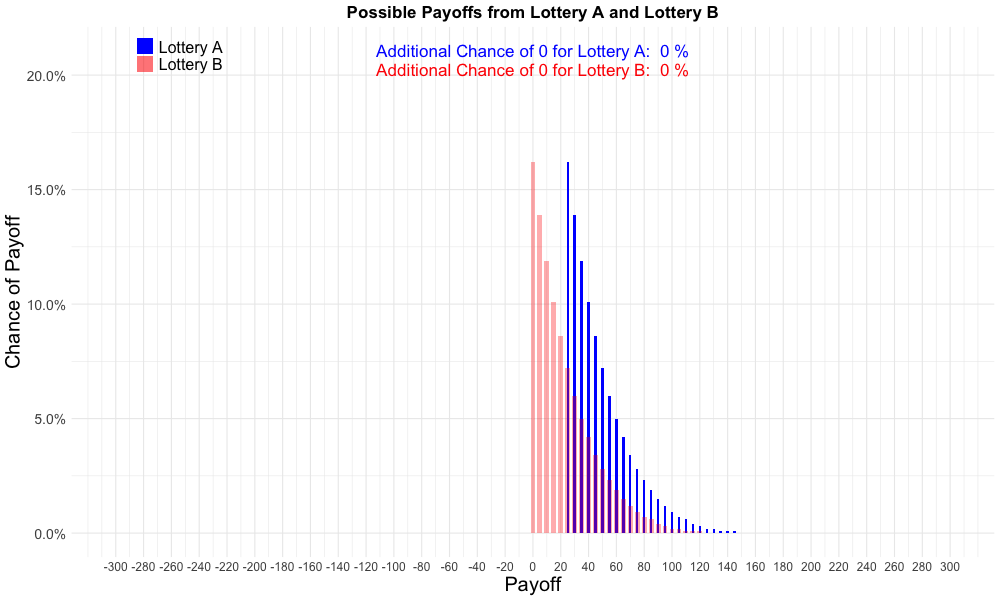 Possible Payoffs from Lottery A and Lottery B
Lottery A
Lottery B
Additional Chance of 0 for Lottery A: 0 %
Additional Chance of 0 for Lottery B: 0 %
Chance of Payoff
20.0%
15.0%
10.0%
5.0%
0.0%
-300 -280 -260 -240 -220 -200 -180 -160 -140 -120 -100 -80 -60 -40 -20 0 20 40 60 80 100 120 140 160 180 200 220 240 260 280 300
Payoff